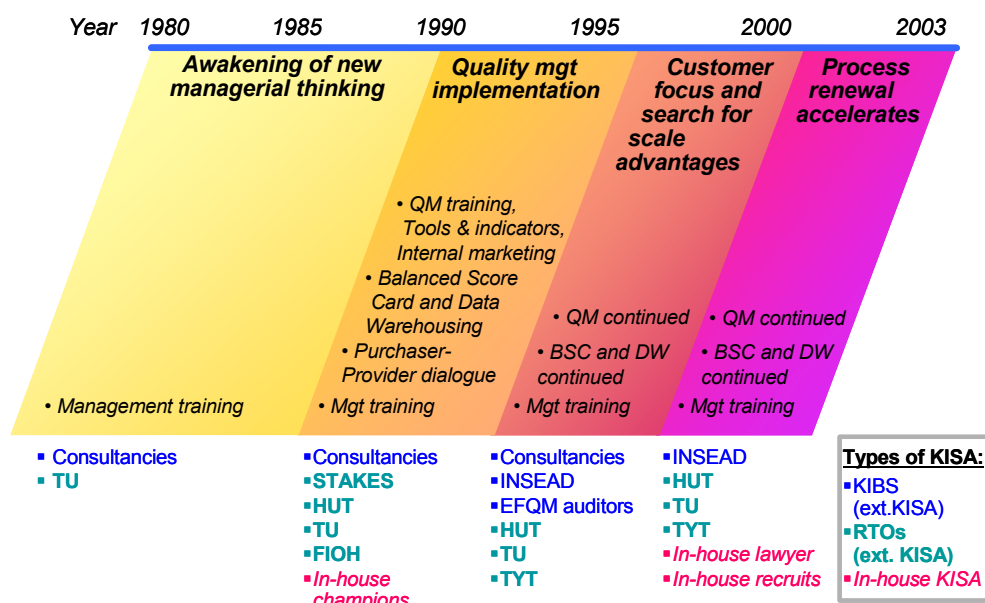 Year 1980 1985 1990 1995 2000 2003
Awakening of new
managerial thinking
Quality mgt
implementation
Customer
focus and
search for
scale
advantages
Process
renewal
accelerates
• Management training
• QM training,
Tools & indicators,
Internal marketing
• Balanced Score
Card and Data
Warehousing
• Purchaser-
Provider dialogue
• Mgt training
• QM continued
• BSC and DW
continued
• Mgt training
• QM continued
• BSC and DW
continued
• Mgt training
▪ Consultancies
▪ TU
▪Consultancies
▪STAKES
▪HUT
▪TU
▪FIOH
▪In-house
champions
▪Consultancies
▪INSEAD
▪EFQM auditors
▪HUT
▪TU
▪TYT
▪INSEAD
▪HUT
▪TU
▪TYT
▪In-house lawyer
▪In-house recruits
Types of KISA:
▪KIBS
(ext.KISA)
▪RTOs
(ext. KISA)
▪In-house KISA